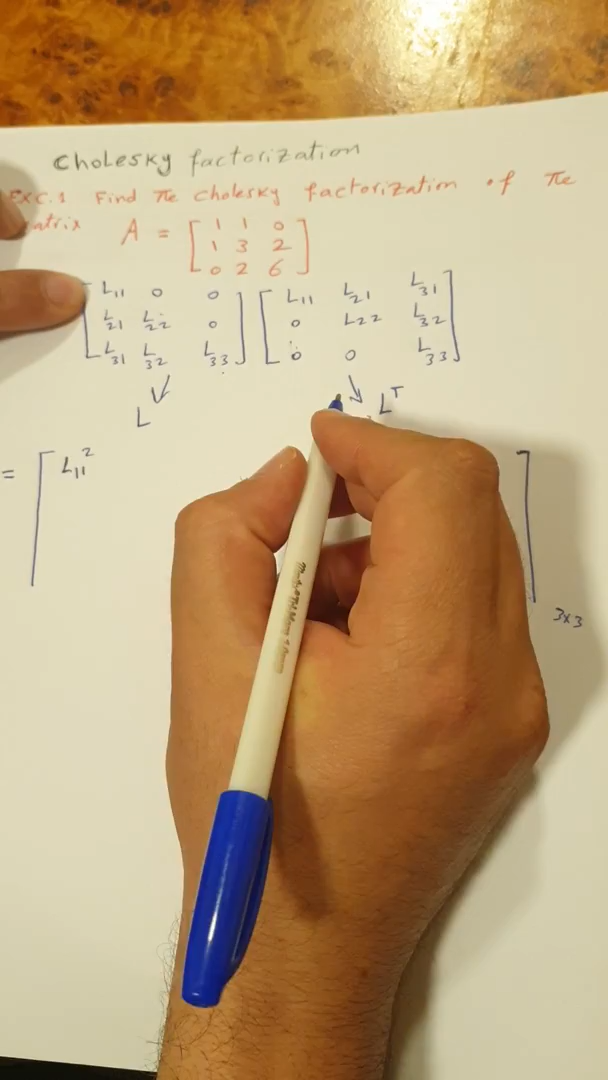 Cholesky factorization
EXC.1 Find The Cholesky factorization of The
matrix A = [ 1 1 0
1 3 2
0 2 6 ]
[ L11 0 0 ] [ L11 L21 L31 ]
[ L21 L22 0 ] [ 0 L22 L32 ]
[ L31 L32 L33 ] [ 0 0 L33 ]
L L^T
= [ L11^2 ] 3x3